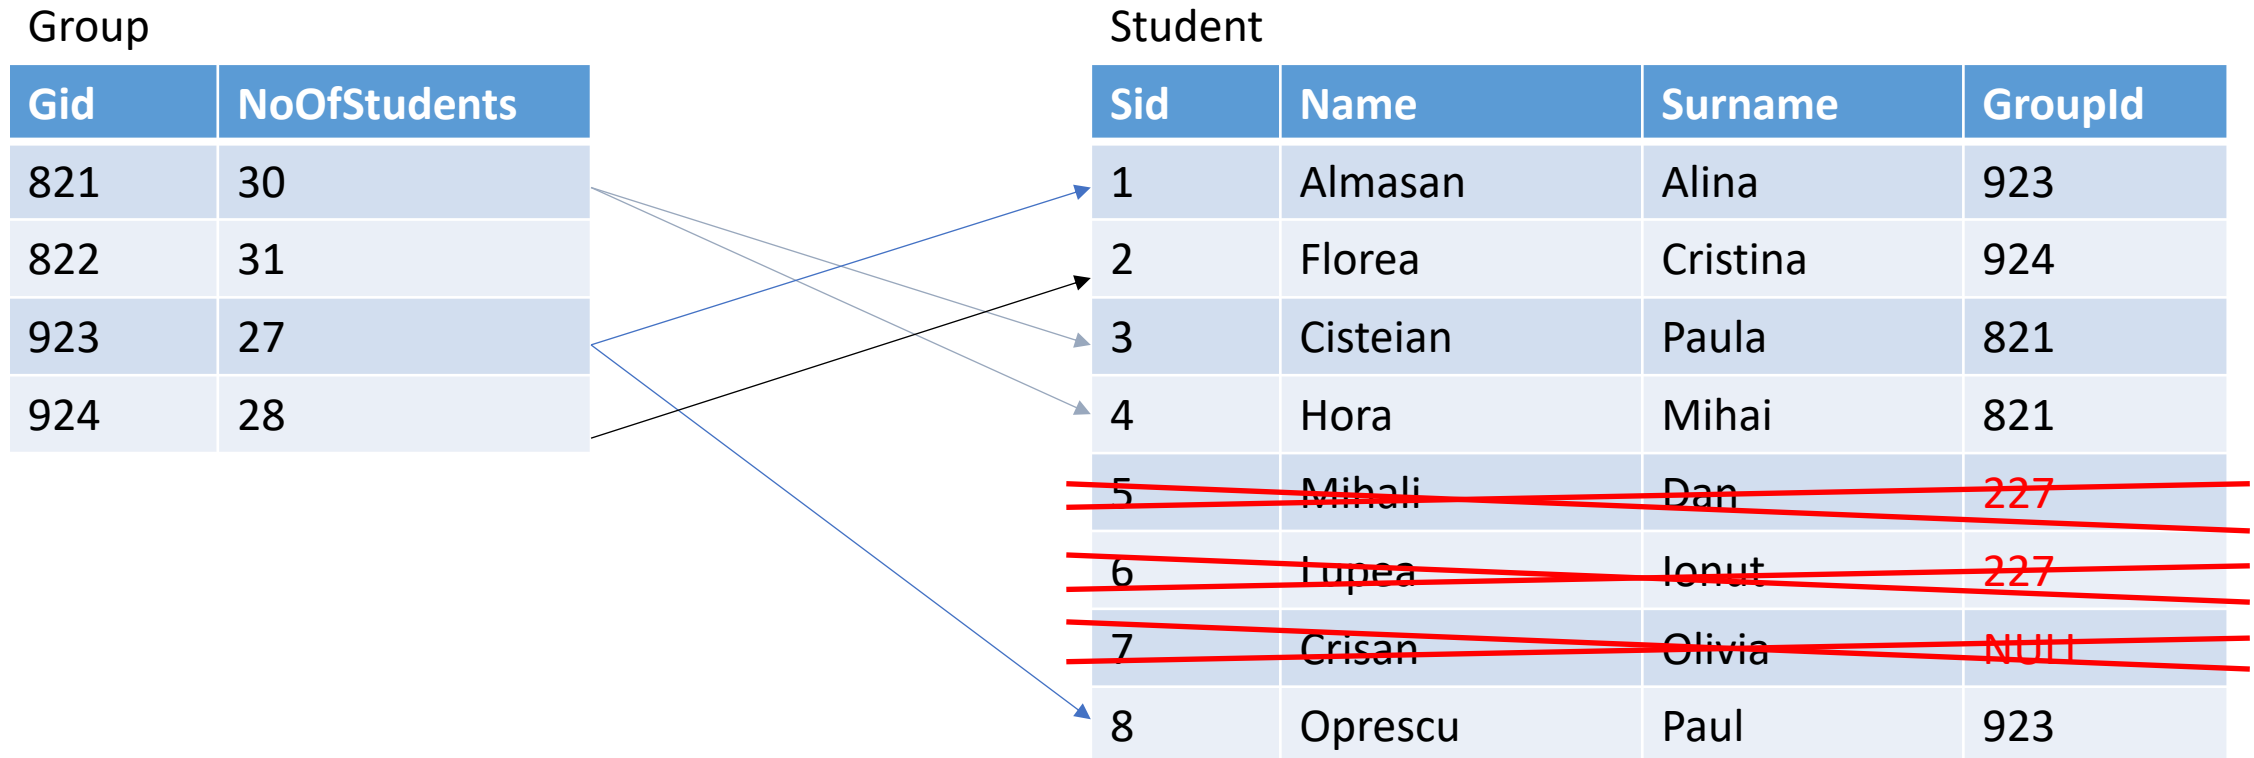 Group
Student
Gid NoOfStudents
821 30
822 31
923 27
924 28
Sid Name Surname GroupId
1 Almasan Alina 923
2 Florea Cristina 924
3 Cisteian Paula 821
4 Hora Mihai 821
5 Mihali Dan 227
6 Lupea Ionut 227
7 Crisan Olivia NULL
8 Oprescu Paul 923